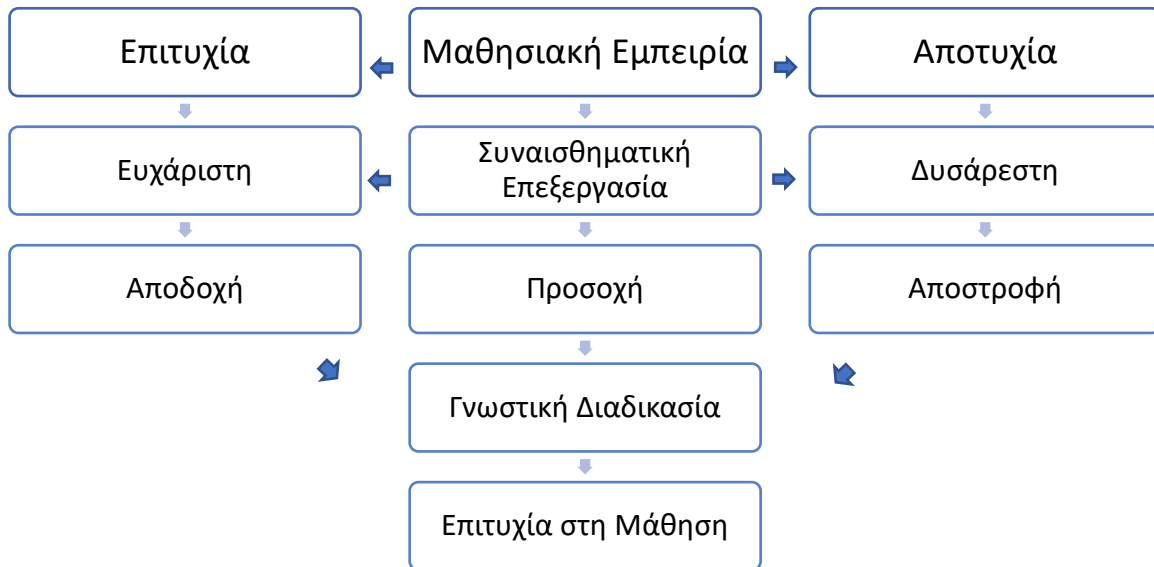 Επιτυχία
Μαθησιακή Εμπειρία
Αποτυχία
Ευχάριστη
Συναισθηματική
Επεξεργασία
Δυσάρεστη
Αποδοχή
Προσοχή
Αποστροφή
Γνωστική Διαδικασία
Επιτυχία στη Μάθηση